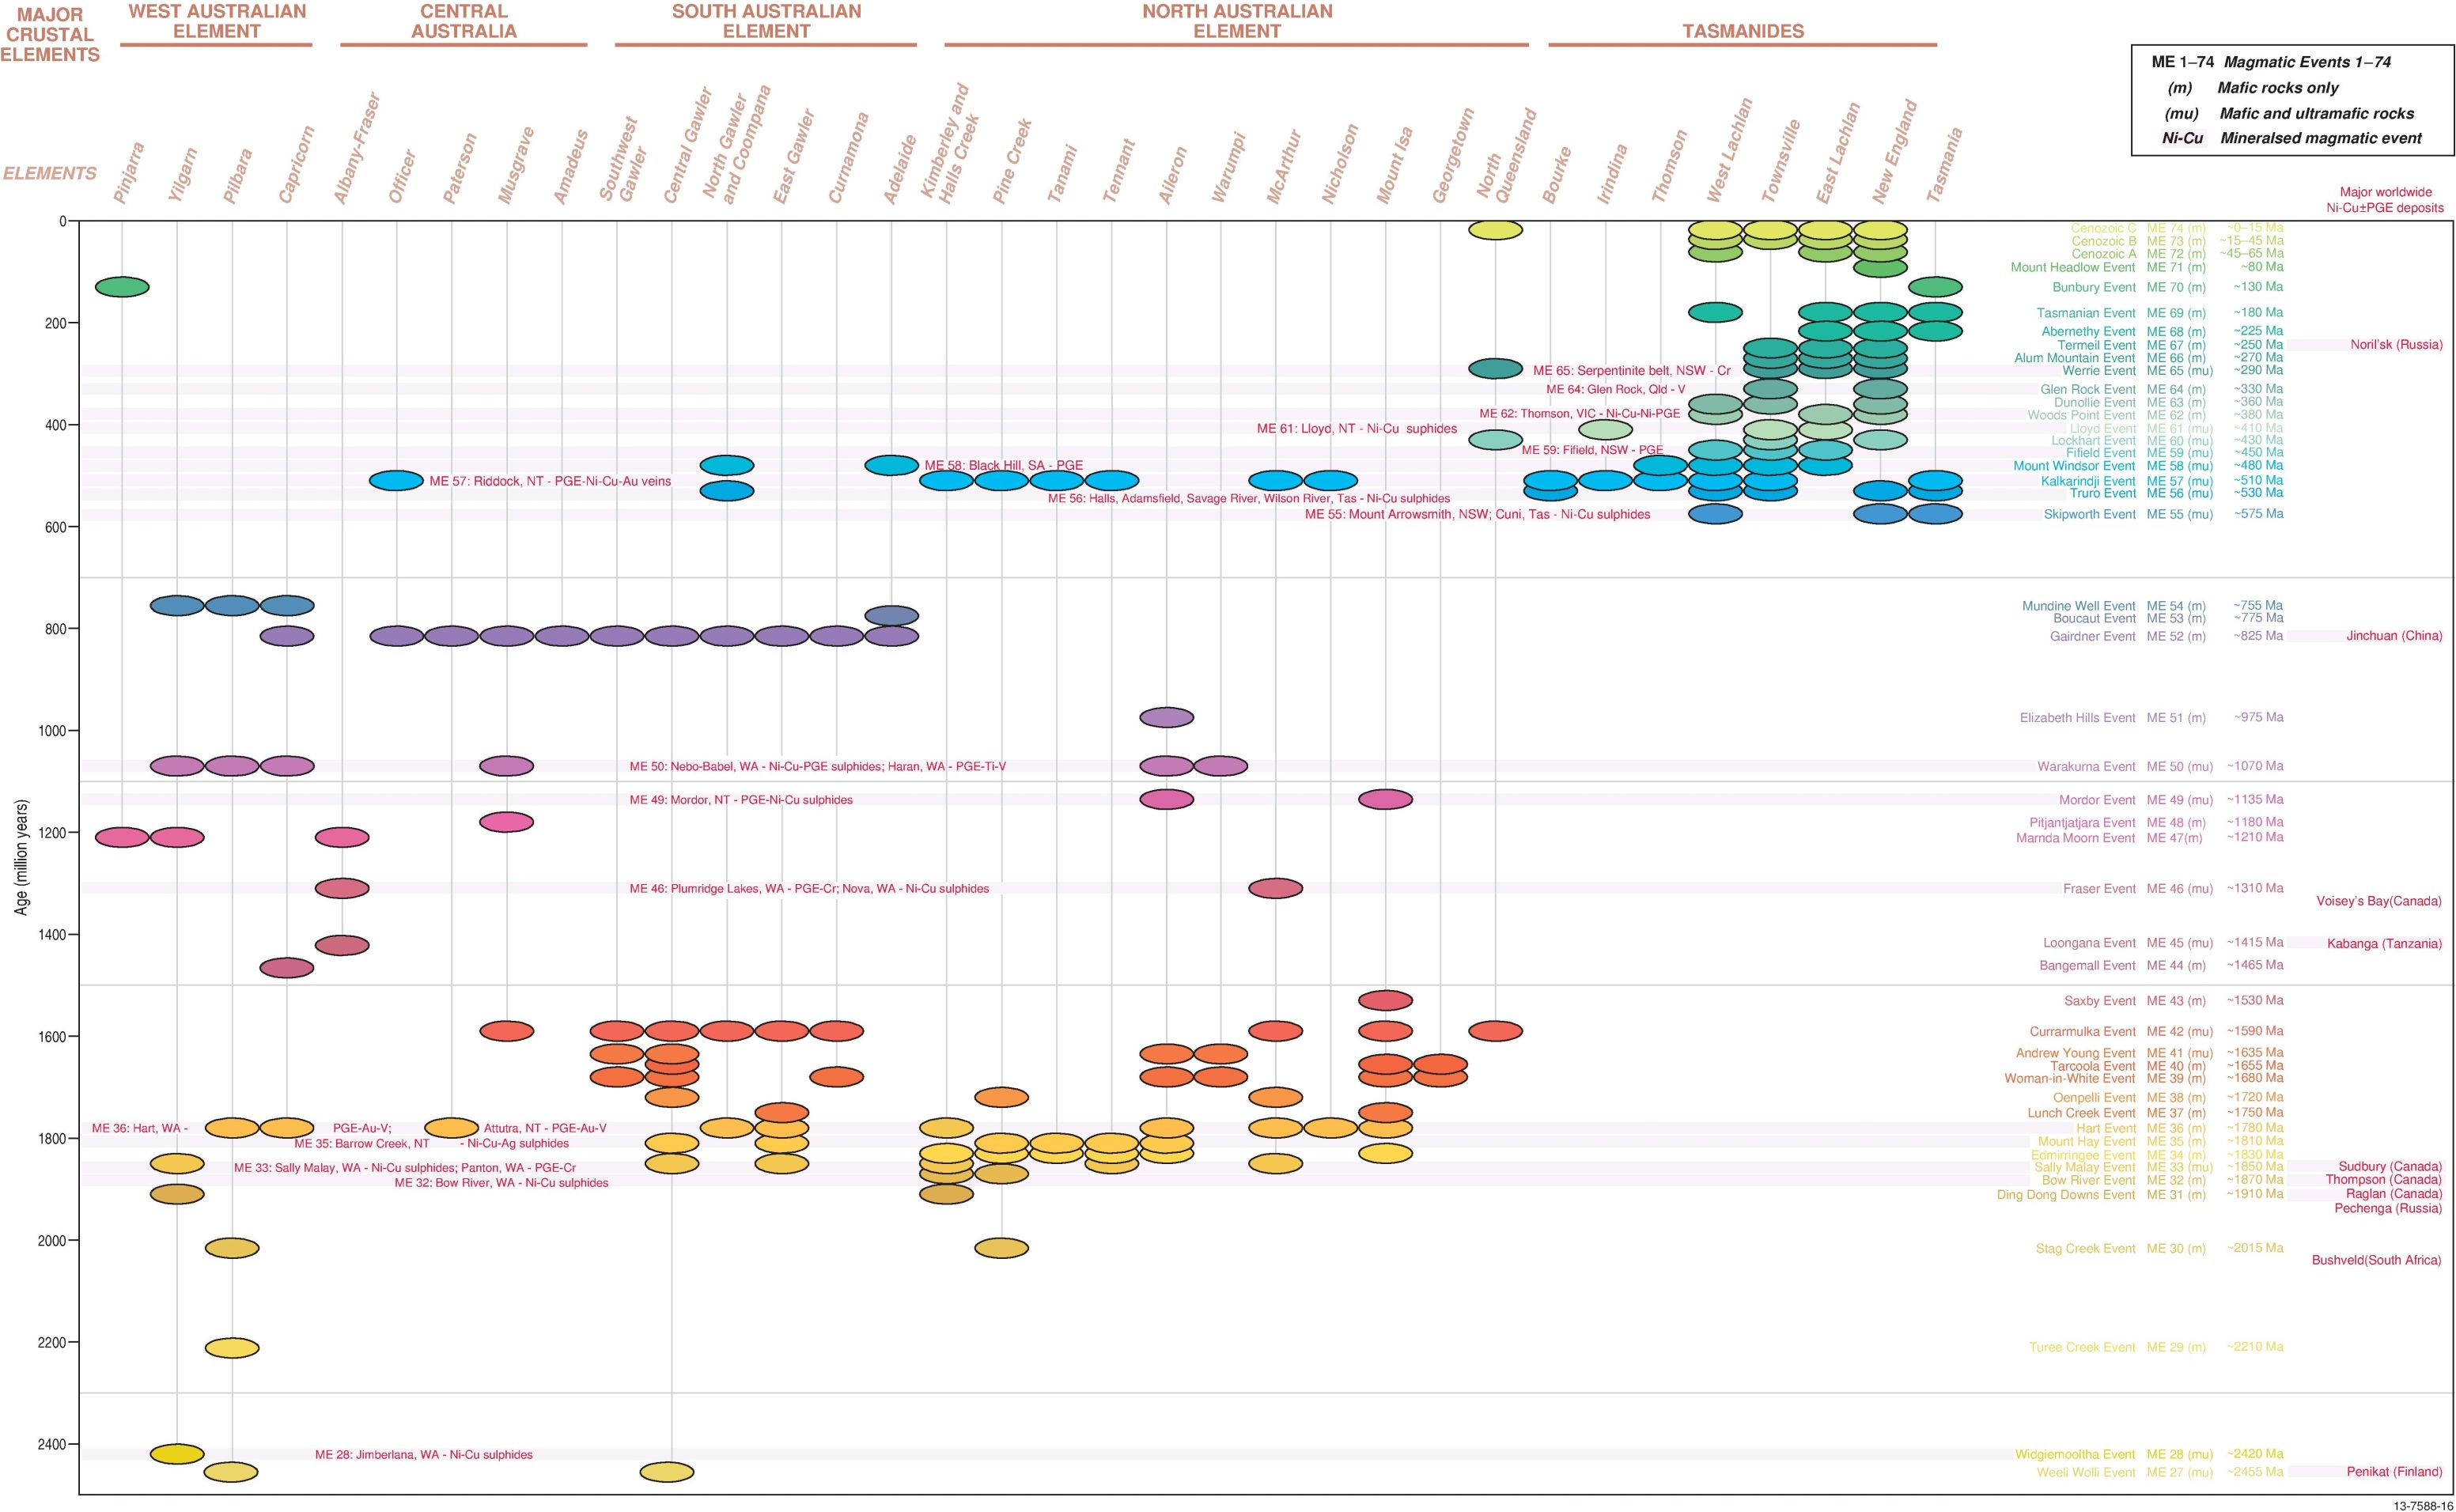 MAJOR
CRUSTAL
ELEMENTS
WEST AUSTRALIAN
ELEMENT
CENTRAL
AUSTRALIA
SOUTH AUSTRALIAN
ELEMENT
NORTH AUSTRALIAN
ELEMENT
TASMANIDES
ME 1–74 Magmatic Events 1–74
(m) Mafic rocks only
(mu) Mafic and ultramafic rocks
Ni-Cu Mineralised magmatic event
ELEMENTS
Pinjarra
Yilgarn
Pilbara
Capricorn
Albany-Fraser
Officer
Paterson
Musgrave
Amadeus
Southwest
Gawler
Central Gawler
North Gawler
and Coompana
East Gawler
Curnamona
Adelaide
Kimberley and
Halls Creek
Pine Creek
Tanami
Tennant
Aileron
Warumpi
McArthur
Nicholson
Mount Isa
Georgetown
North
Queensland
Bourke
Irindina
Thomson
West Lachlan
Townsville
East Lachlan
New England
Tasmania
Major worldwide
Ni-Cu±PGE deposits
Age (million years)
0
Cenozoic C ME 74 (m) ~0–15 Ma
Cenozoic B ME 73 (m) ~15–45 Ma
Cenozoic A ME 72 (m) ~45–65 Ma
Mount Headlow Event ME 71 (m) ~80 Ma
Bunbury Event ME 70 (m) ~130 Ma
Tasmanian Event ME 69 (m) ~180 Ma
200
Abernethy Event ME 68 (m) ~225 Ma
Termeil Event ME 67 (m) ~250 Ma Noril'sk (Russia)
Alum Mountain Event ME 66 (m) ~270 Ma
ME 65: Serpentinite belt, NSW - Cr Werrie Event ME 65 (mu) ~290 Ma
ME 64: Glen Rock, Qld - V Glen Rock Event ME 64 (m) ~330 Ma
Dunollie Event ME 63 (m) ~360 Ma
ME 62: Thomson, VIC - Ni-Cu-Ni-PGE Woods Point Event ME 62 (m) ~380 Ma
400
ME 61: Lloyd, NT - Ni-Cu suphides Lloyd Event ME 61 (mu) ~410 Ma
Lockhart Event ME 60 (mu) ~430 Ma
ME 59: Fifield, NSW - PGE Fifield Event ME 59 (mu) ~450 Ma
ME 58: Black Hill, SA - PGE Mount Windsor Event ME 58 (mu) ~480 Ma
ME 57: Riddock, NT - PGE-Ni-Cu-Au veins Kalkarindji Event ME 57 (mu) ~510 Ma
ME 56: Halls, Adamsfield, Savage River, Wilson River, Tas - Ni-Cu sulphides Truro Event ME 56 (mu) ~530 Ma
ME 55: Mount Arrowsmith, NSW; Cuni, Tas - Ni-Cu sulphides Skipworth Event ME 55 (mu) ~575 Ma
600
Mundine Well Event ME 54 (m) ~755 Ma
Boucaut Event ME 53 (m) ~775 Ma
800
Gairdner Event ME 52 (m) ~825 Ma Jinchuan (China)
Elizabeth Hills Event ME 51 (m) ~975 Ma
1000
ME 50: Nebo-Babel, WA - Ni-Cu-PGE sulphides; Haran, WA - PGE-Ti-V Warakurna Event ME 50 (mu) ~1070 Ma
ME 49: Mordor, NT - PGE-Ni-Cu sulphides Mordor Event ME 49 (mu) ~1135 Ma
Pitjantjatjara Event ME 48 (m) ~1180 Ma
1200
Marnda Moorn Event ME 47(m) ~1210 Ma
ME 46: Plumridge Lakes, WA - PGE-Cr; Nova, WA - Ni-Cu sulphides Fraser Event ME 46 (mu) ~1310 Ma
Voisey's Bay(Canada)
1400
Loongana Event ME 45 (mu) ~1415 Ma Kabanga (Tanzania)
Bangemall Event ME 44 (m) ~1465 Ma
Saxby Event ME 43 (m) ~1530 Ma
Currarmulka Event ME 42 (mu) ~1590 Ma
1600
Andrew Young Event ME 41 (mu) ~1635 Ma
Tarcoola Event ME 40 (m) ~1655 Ma
Woman-in-White Event ME 39 (m) ~1680 Ma
Oenpelli Event ME 38 (m) ~1720 Ma
Lunch Creek Event ME 37 (m) ~1750 Ma
ME 36: Hart, WA - PGE-Au-V; Attutra, NT - PGE-Au-V Hart Event ME 36 (m) ~1780 Ma
1800
ME 35: Barrow Creek, NT - Ni-Cu-Ag sulphides Mount Hay Event ME 35 (m) ~1810 Ma
Edmirringee Event ME 34 (m) ~1830 Ma
ME 33: Sally Malay, WA - Ni-Cu sulphides; Panton, WA - PGE-Cr Sally Malay Event ME 33 (mu) ~1850 Ma Sudbury (Canada)
ME 32: Bow River, WA - Ni-Cu sulphides Bow River Event ME 32 (m) ~1870 Ma Thompson (Canada)
Ding Dong Downs Event ME 31 (m) ~1910 Ma Raglan (Canada)
Pechenga (Russia)
2000
Stag Creek Event ME 30 (m) ~2015 Ma
Bushveld(South Africa)
2200
Turee Creek Event ME 29 (m) ~2210 Ma
2400
ME 28: Jimberlana, WA - Ni-Cu sulphides Widgiemooltha Event ME 28 (mu) ~2420 Ma
Weeli Wolli Event ME 27 (mu) ~2455 Ma Penikat (Finland)
13-7588-16